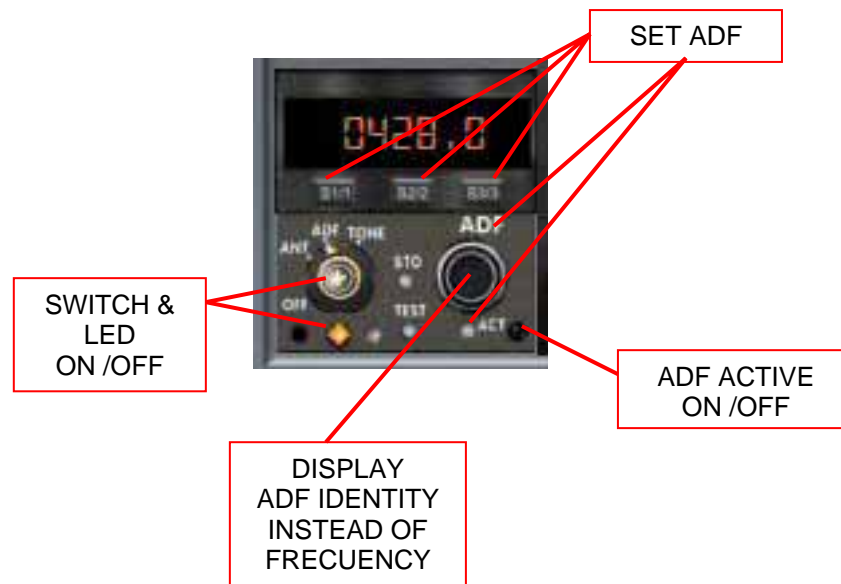 SET ADF
0428.0
S1/1 S2/2 S3/3
ADF
ANT ADF TONE
STO
OFF
TEST
ACT
SWITCH &
LED
ON /OFF
ADF ACTIVE
ON /OFF
DISPLAY
ADF IDENTITY
INSTEAD OF
FRECUENCY